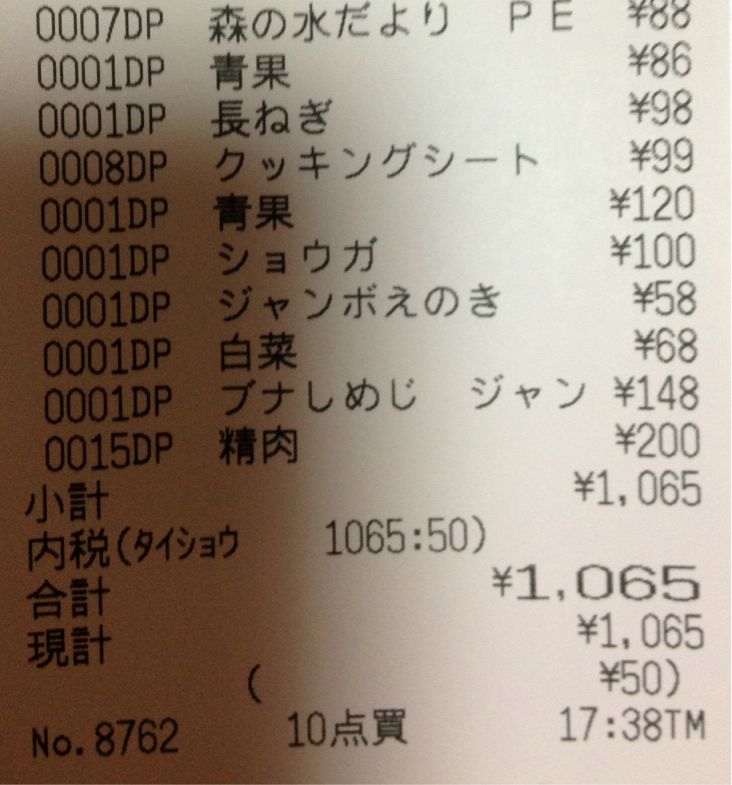 0007DP 森の水だより PE ¥88
0001DP 青果 ¥86
0001DP 長ねぎ ¥98
0008DP クッキングシート ¥99
0001DP 青果 ¥120
0001DP ショウガ ¥100
0001DP ジャンボえのき ¥58
0001DP 白菜 ¥68
0001DP ブナしめじ ジャン ¥148
0015DP 精肉 ¥200
小計 ¥1,065
内税(タイショウ 1065:50)
合計 ¥1,065
現計 ¥1,065
( ¥50)
No.8762 10点買 17:38TM